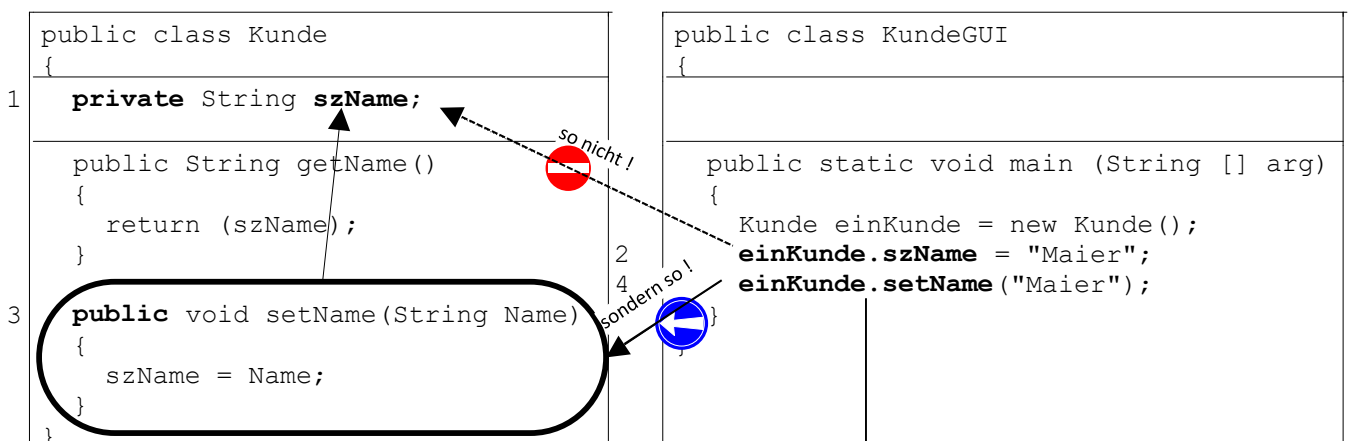 public class Kunde
{
1 private String szName;
public String getName()
{
return (szName);
}
3 public void setName(String Name)
{
szName = Name;
}
}
so nicht !
sondern so !
public class KundeGUI
{
public static void main (String [] arg)
{
Kunde einKunde = new Kunde();
2 einKunde.szName = "Maier";
4 einKunde.setName("Maier");
}
}